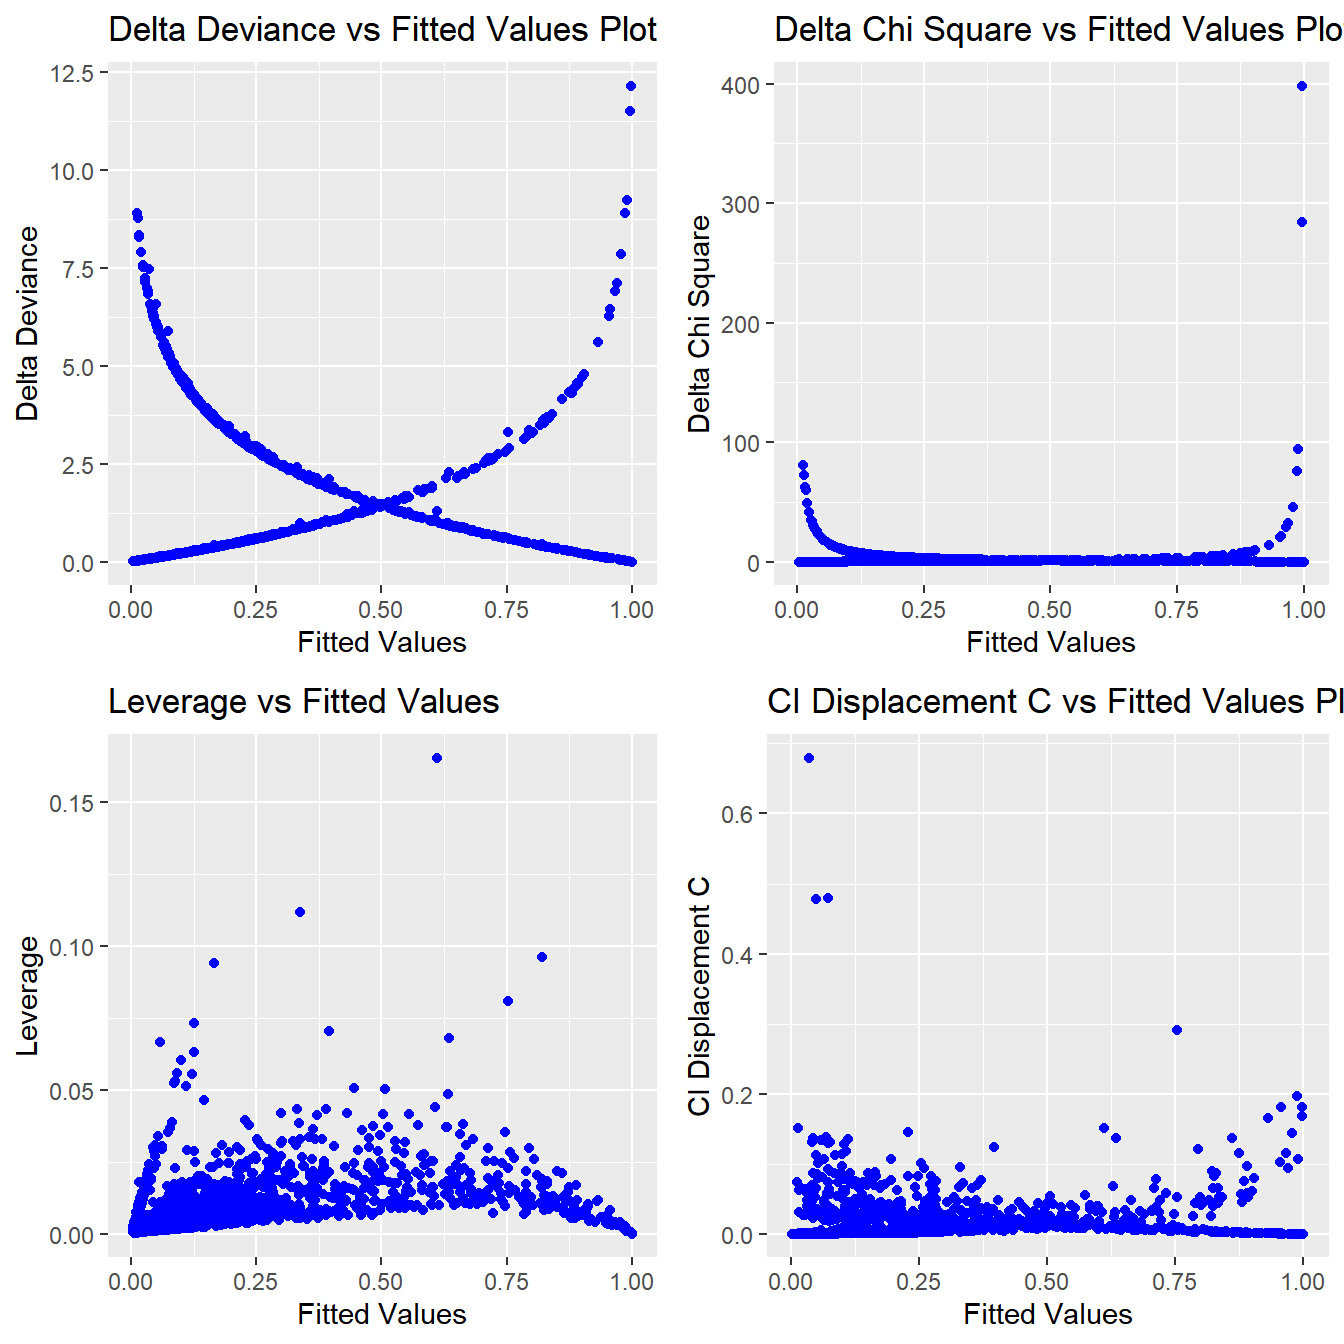 Delta Deviance vs Fitted Values Plot
12.5
10.0
7.5
5.0
2.5
0.0
Delta Deviance
0.00 0.25 0.50 0.75 1.00
Fitted Values
Delta Chi Square vs Fitted Values Plo
400
300
200
100
0
Delta Chi Square
0.00 0.25 0.50 0.75 1.00
Fitted Values
Leverage vs Fitted Values
0.15
0.10
0.05
0.00
Leverage
0.00 0.25 0.50 0.75 1.00
Fitted Values
CI Displacement C vs Fitted Values Pl
0.6
0.4
0.2
0.0
CI Displacement C
0.00 0.25 0.50 0.75 1.00
Fitted Values